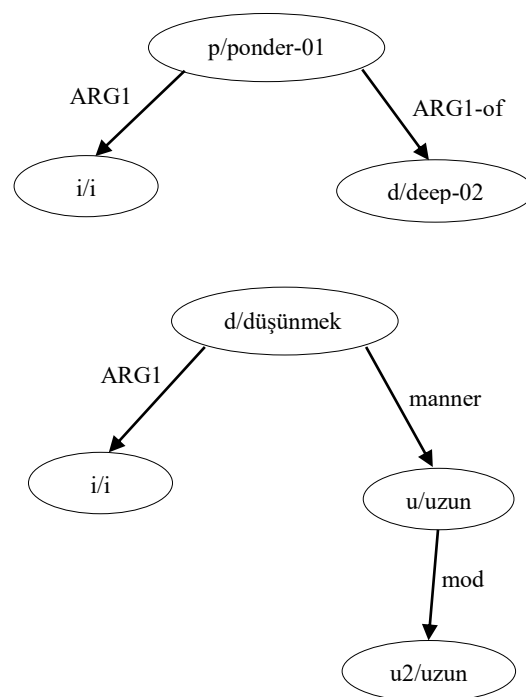 p/ponder-01
ARG1
ARG1-of
i/i
d/deep-02
d/düşünmek
ARG1
manner
i/i
u/uzun
mod
u2/uzun